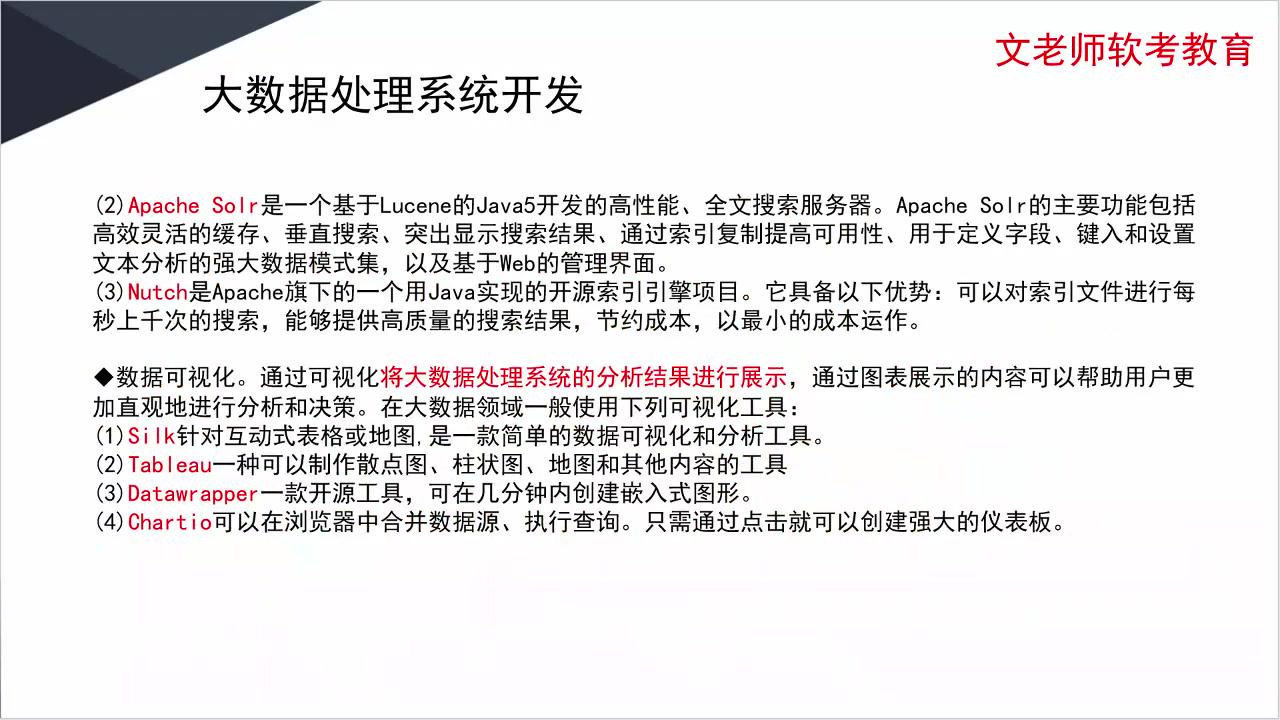 文老师软考教育
大数据处理系统开发
(2)Apache Solr是一个基于Lucene的Java5开发的高性能、全文搜索服务器。Apache Solr的主要功能包括
高效灵活的缓存、垂直搜索、突出显示搜索结果、通过索引复制提高可用性、用于定义字段、键入和设置
文本分析的强大数据模式集，以及基于Web的管理界面。
(3)Nutch是Apache旗下的一个用Java实现的开源索引引擎项目。它具备以下优势：可以对索引文件进行每
秒上千次的搜索，能够提供高质量的搜索结果，节约成本，以最小的成本运作。
◆数据可视化。通过可视化将大数据处理系统的分析结果进行展示，通过图表展示的内容可以帮助用户更
加直观地进行分析和决策。在大数据领域一般使用下列可视化工具：
(1)Silk针对互动式表格或地图,是一款简单的数据可视化和分析工具。
(2)Tableau一种可以制作散点图、柱状图、地图和其他内容的工具
(3)Datawrapper一款开源工具，可在几分钟内创建嵌入式图形。
(4)Chartio可以在浏览器中合并数据源、执行查询。只需通过点击就可以创建强大的仪表板。